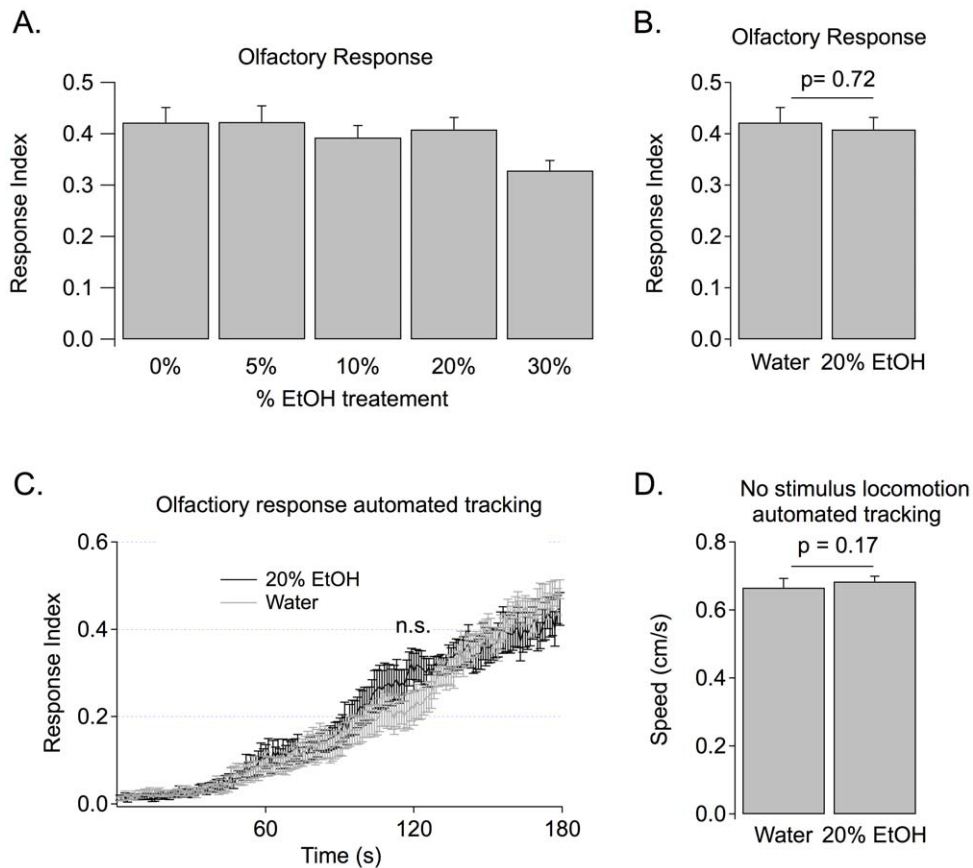 A.
Olfactory Response
Response Index
0.5
0.4
0.3
0.2
0.1
0.0
0% 5% 10% 20% 30%
% EtOH treatement
B.
Olfactory Response
p= 0.72
Response Index
0.5
0.4
0.3
0.2
0.1
0.0
Water 20% EtOH
C.
Olfactiory response automated tracking
Response Index
0.6
0.4
0.2
0.0
20% EtOH
Water
n.s.
60 120 180
Time (s)
D.
No stimulus locomotion
automated tracking
p = 0.17
Speed (cm/s)
0.8
0.6
0.4
0.2
0.0
Water 20% EtOH